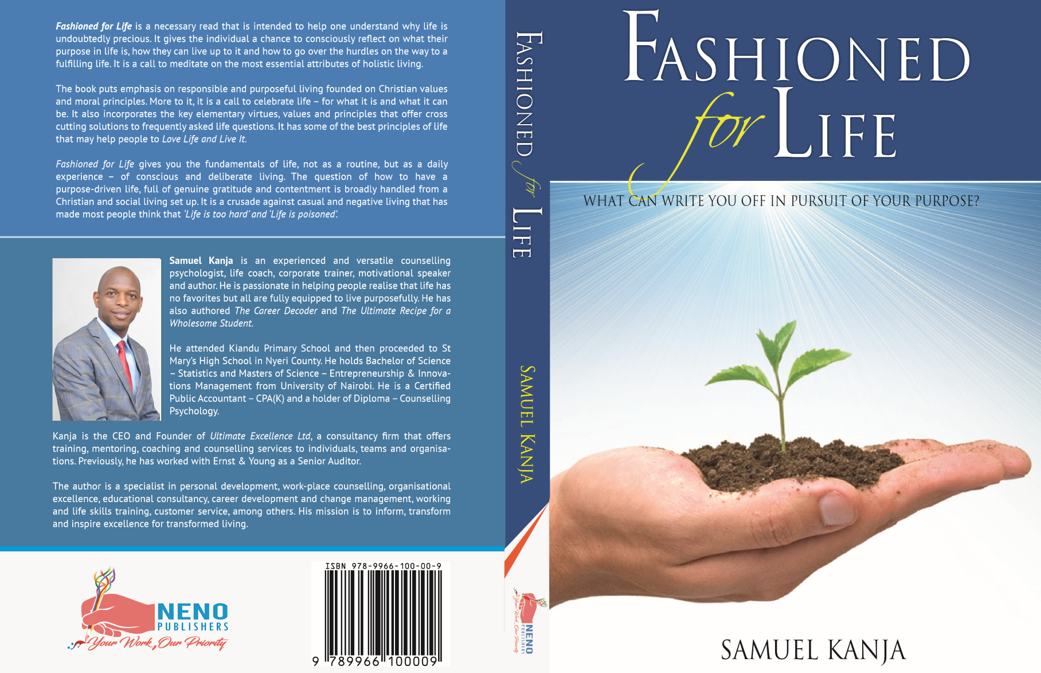 Fashioned for Life is a necessary read that is intended to help one understand why life is
undoubtedly precious. It gives the individual a chance to consciously reflect on what their
purpose in life is, how they can live up to it and how to go over the hurdles on the way to a
fulfilling life. It is a call to meditate on the most essential attributes of holistic living.
The book puts emphasis on responsible and purposeful living founded on Christian values
and moral principles. More to it, it is a call to celebrate life – for what it is and what it can
be. It also incorporates the key elementary virtues, values and principles that offer cross
cutting solutions to frequently asked life questions. It has some of the best principles of life
that may help people to Love Life and Live It.
Fashioned for Life gives you the fundamentals of life, not as a routine, but as a daily
experience – of conscious and deliberate living. The question of how to have a
purpose-driven life, full of genuine gratitude and contentment is broadly handled from a
Christian and social living set up. It is a crusade against casual and negative living that has
made most people think that 'Life is too hard' and 'Life is poisoned'.
Samuel Kanja is an experienced and versatile counselling
psychologist, life coach, corporate trainer, motivational speaker
and author. He is passionate in helping people realise that life has
no favorites but all are fully equipped to live purposefully. He has
also authored The Career Decoder and The Ultimate Recipe for a
Wholesome Student.
He attended Kiandu Primary School and then proceeded to St
Mary's High School in Nyeri County. He holds Bachelor of Science
– Statistics and Masters of Science – Entrepreneurship & Innova-
tions Management from University of Nairobi. He is a Certified
Public Accountant – CPA(K) and a holder of Diploma – Counselling
Psychology.
Kanja is the CEO and Founder of Ultimate Excellence Ltd, a consultancy firm that offers
training, mentoring, coaching and counselling services to individuals, teams and organisa-
tions. Previously, he has worked with Ernst & Young as a Senior Auditor.
The author is a specialist in personal development, work-place counselling, organisational
excellence, educational consultancy, career development and change management, working
and life skills training, customer service, among others. His mission is to inform, transform
and inspire excellence for transformed living.
NENO
PUBLISHERS
Your Work, Our Priority
ISBN 978-9966-100-00-9
9 789966 100009
FASHIONED for LIFE
SAMUEL KANJA
NENO
PUBLISHERS
Your Work, Our Priority
FASHIONED
for LIFE
WHAT CAN WRITE YOU OFF IN PURSUIT OF YOUR PURPOSE?
SAMUEL KANJA